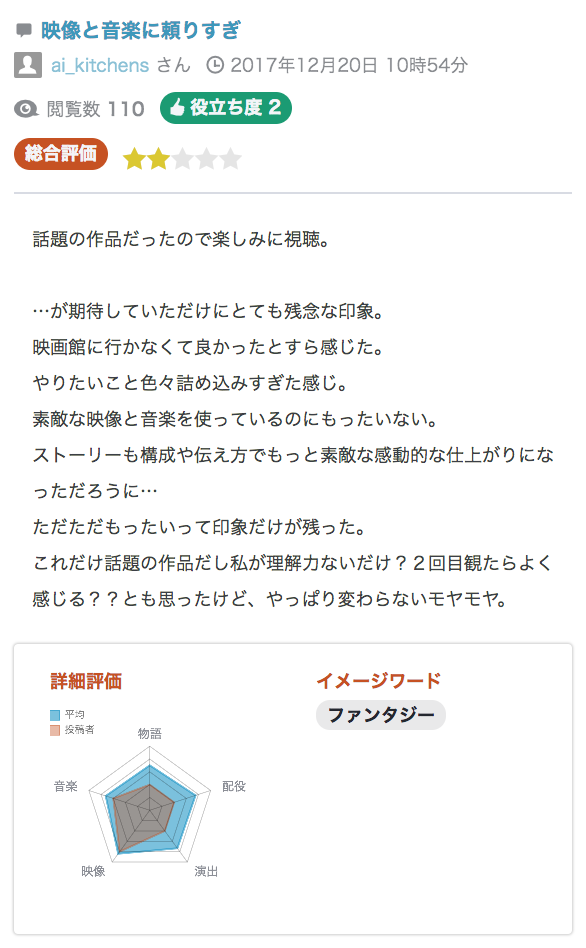 映像と音楽に頼りすぎ
ai_kitchens さん 2017年12月20日 10時54分
閲覧数 110 役立ち度 2
総合評価
話題の作品だったので楽しみに視聴。
…が期待していただけにとても残念な印象。
映画館に行かなくて良かったとすら感じた。
やりたいこと色々詰め込みすぎた感じ。
素敵な映像と音楽を使っているのにもったいない。
ストーリーも構成や伝え方でもっと素敵な感動的な仕上がりにな
っただろうに…
ただただもったいって印象だけが残った。
これだけ話題の作品だし私が理解力ないだけ？２回目観たらよく
感じる？？とも思ったけど、やっぱり変わらないモヤモヤ。
詳細評価
平均
投稿者
物語
配役
演出
映像
音楽
イメージワード
ファンタジー